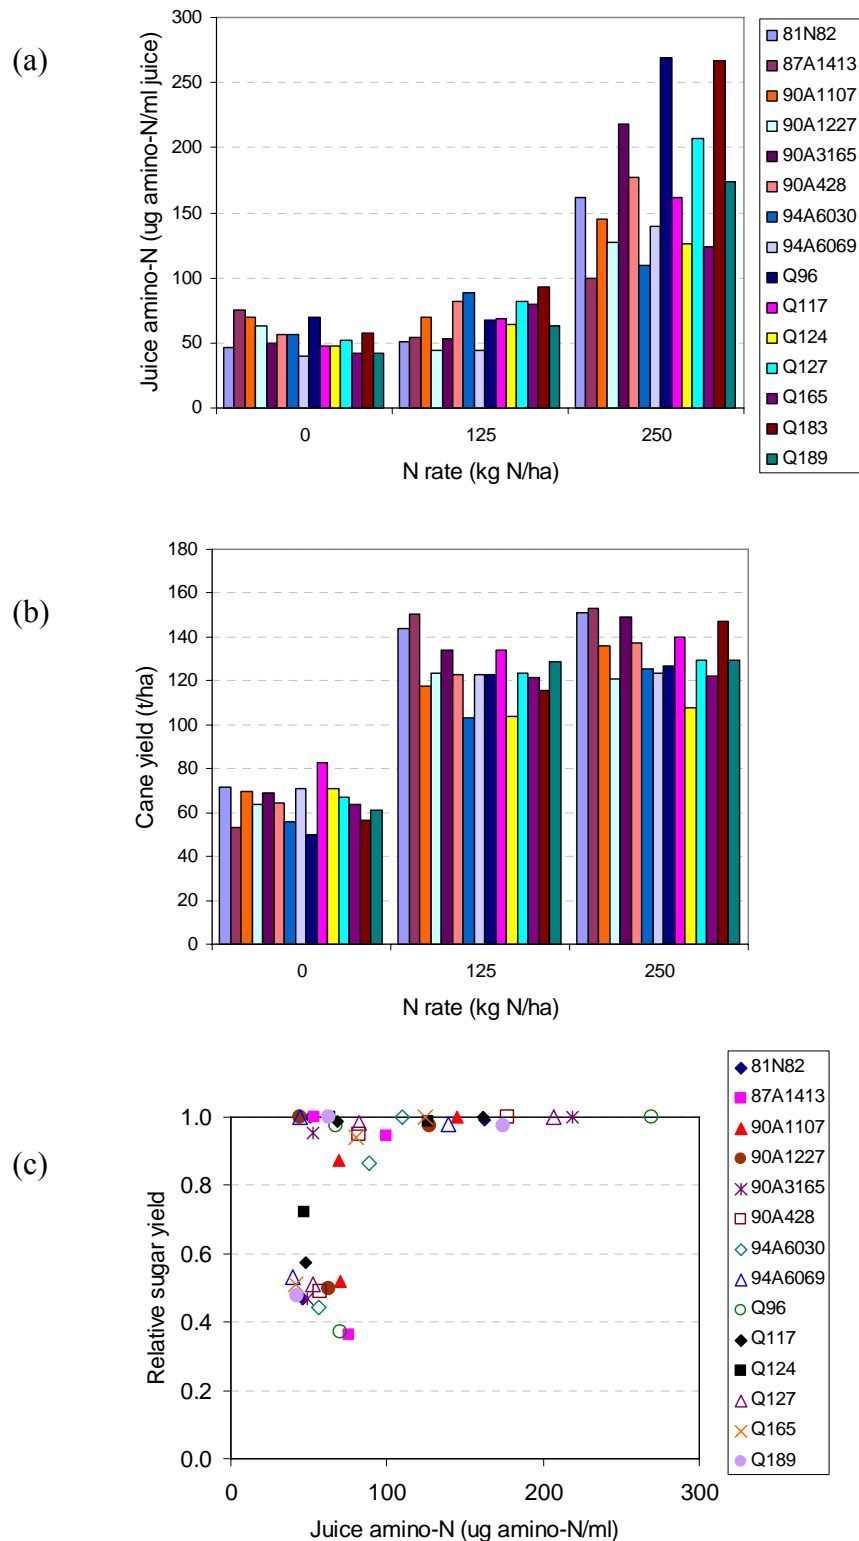 (a)
Juice amino-N (ug amino-N/ml juice)
300
250
200
150
100
50
0
0
125
250
N rate (kg N/ha)
81N82
87A1413
90A1107
90A1227
90A3165
90A428
94A6030
94A6069
Q96
Q117
Q124
Q127
Q165
Q183
Q189
(b)
Cane yield (t/ha)
180
160
140
120
100
80
60
40
20
0
0
125
250
N rate (kg N/ha)
(c)
Relative sugar yield
1.0
0.8
0.6
0.4
0.2
0.0
0
100
200
300
Juice amino-N (ug amino-N/ml)
81N82
87A1413
90A1107
90A1227
90A3165
90A428
94A6030
94A6069
Q96
Q117
Q124
Q127
Q165
Q189